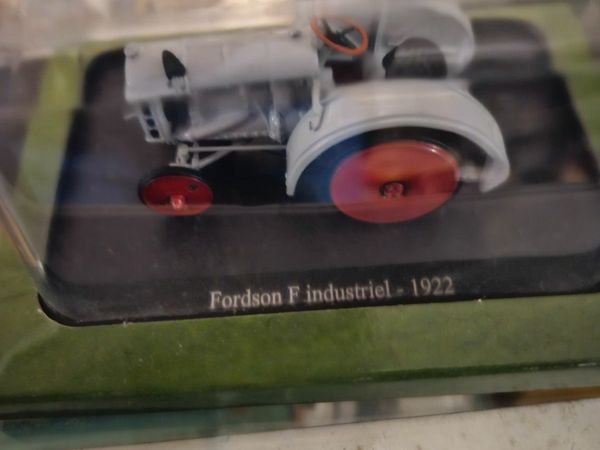 Fordson F industriel - 1922